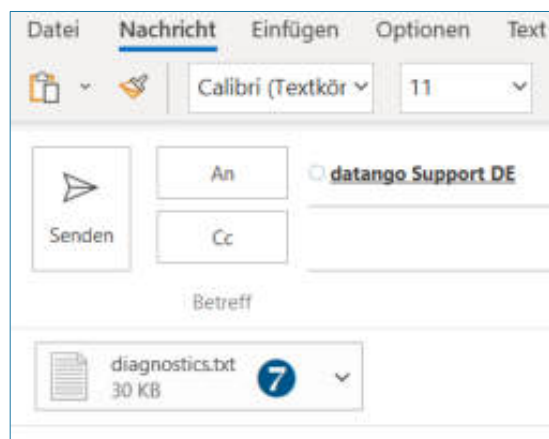 Datei Nachricht Einfügen Optionen Text
Calibri (Textkör 11
An datango Support DE
Senden Cc
Betreff
diagnostics.txt
30 KB
7